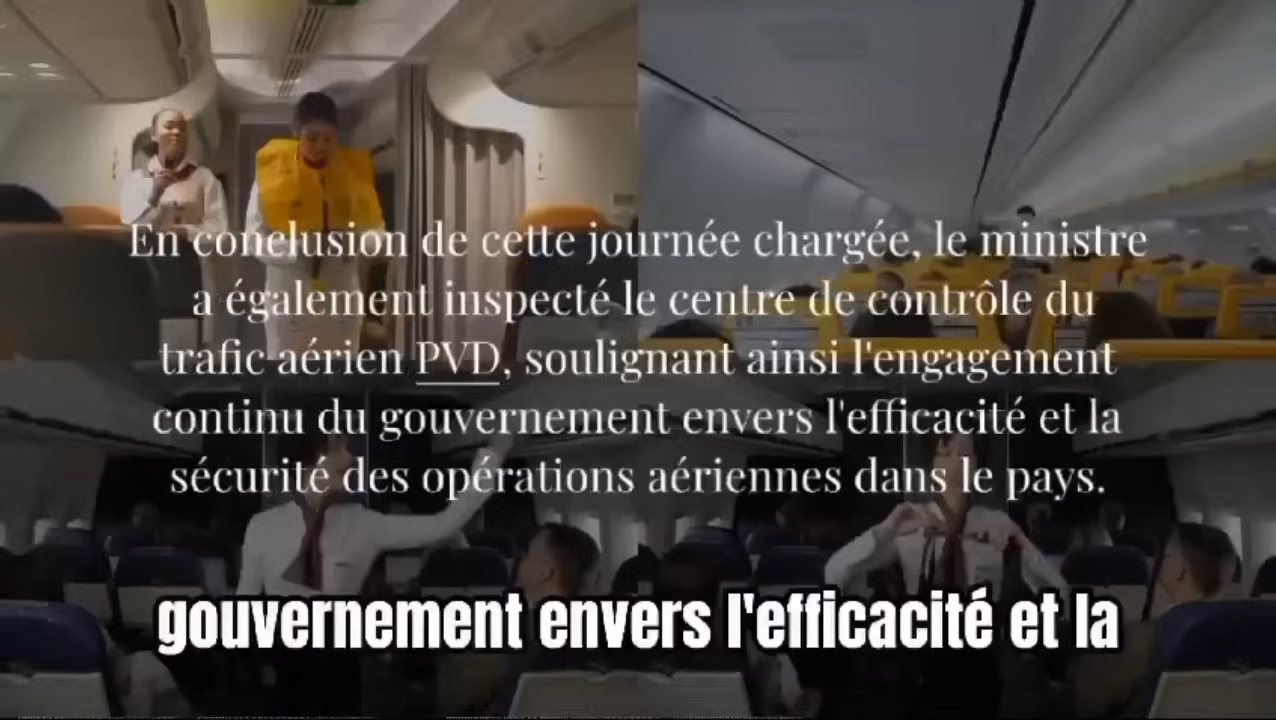 En conclusion de cette journée chargée, le ministre
a également inspecté le centre de contrôle du
trafic aérien PVD, soulignant ainsi l'engagement
continu du gouvernement envers l'efficacité et la
sécurité des opérations aériennes dans le pays.
gouvernement envers l'efficacité et la